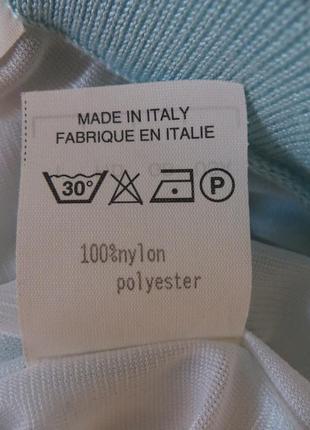 MADE IN ITALY
FABRIQUE EN ITALIE
30° P
100%nylon
polyester